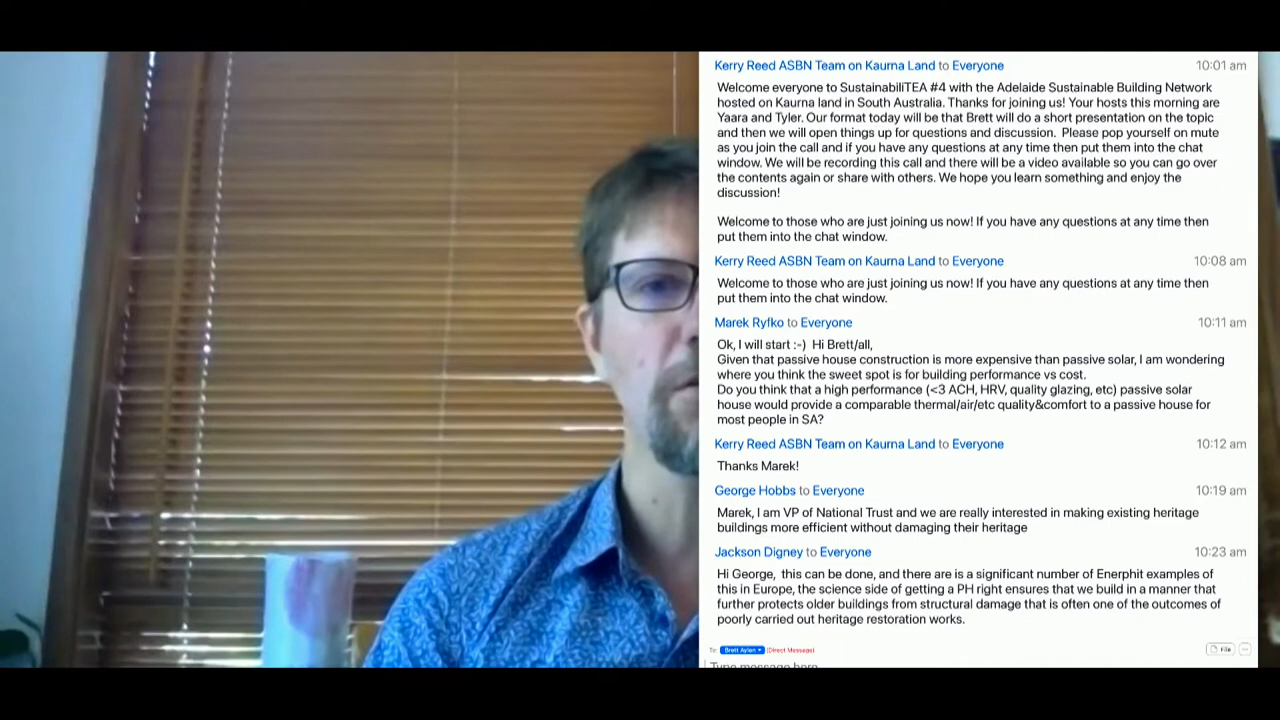 Kerry Reed ASBN Team on Kaurna Land to Everyone 10:01 am
Welcome everyone to SustainabiliTEA #4 with the Adelaide Sustainable Building Network
hosted on Kaurna land in South Australia. Thanks for joining us! Your hosts this morning are
Yaara and Tyler. Our format today will be that Brett will do a short presentation on the topic
and then we will open things up for questions and discussion. Please pop yourself on mute
as you join the call and if you have any questions at any time then put them into the chat
window. We will be recording this call and there will be a video available so you can go over
the contents again or share with others. We hope you learn something and enjoy the
discussion!
Welcome to those who are just joining us now! If you have any questions at any time then
put them into the chat window.
Kerry Reed ASBN Team on Kaurna Land to Everyone 10:08 am
Welcome to those who are just joining us now! If you have any questions at any time then
put them into the chat window.
Marek Ryfko to Everyone 10:11 am
Ok, I will start :-) Hi Brett/all,
Given that passive house construction is more expensive than passive solar, I am wondering
where you think the sweet spot is for building performance vs cost.
Do you think that a high performance (<3 ACH, HRV, quality glazing, etc) passive solar
house would provide a comparable thermal/air/etc quality&comfort to a passive house for
most people in SA?
Kerry Reed ASBN Team on Kaurna Land to Everyone 10:12 am
Thanks Marek!
George Hobbs to Everyone 10:19 am
Marek, I am VP of National Trust and we are really interested in making existing heritage
buildings more efficient without damaging their heritage
Jackson Digney to Everyone 10:23 am
Hi George, this can be done, and there are is a significant number of Enerphit examples of
this in Europe, the science side of getting a PH right ensures that we build in a manner that
further protects older buildings from structural damage that is often one of the outcomes of
poorly carried out heritage restoration works.
To: Brett Aylen (Direct Message) File
Type message here